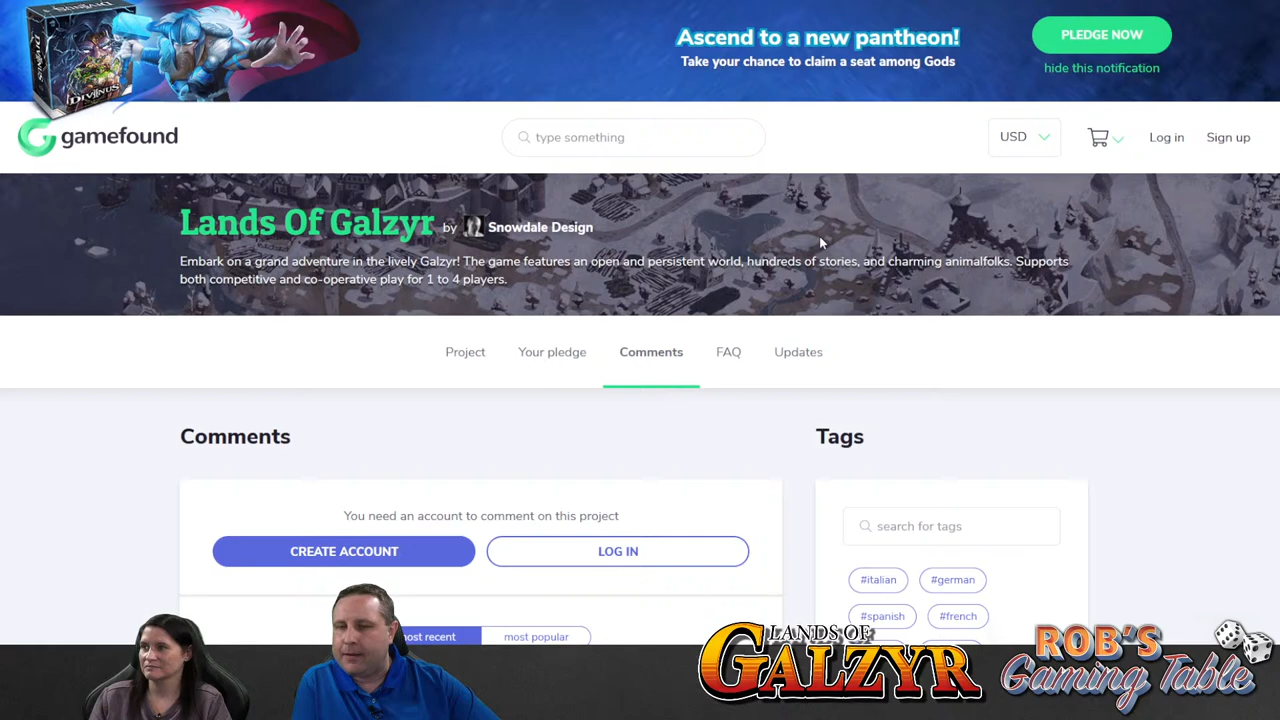 Ascend to a new pantheon!
Take your chance to claim a seat among Gods
PLEDGE NOW
hide this notification
DIVINUS
gamefound
type something
USD
Log in
Sign up
Lands Of Galzyr by Snowdale Design
Embark on a grand adventure in the lively Galzyr! The game features an open and persistent world, hundreds of stories, and charming animalfolks. Supports
both competitive and co-operative play for 1 to 4 players.
Project
Your pledge
Comments
FAQ
Updates
Comments
Tags
You need an account to comment on this project
CREATE ACCOUNT
LOG IN
search for tags
#italian
#german
#spanish
#french
recent
most popular
LANDS OF
GALZYR
ROB'S
Gaming Table